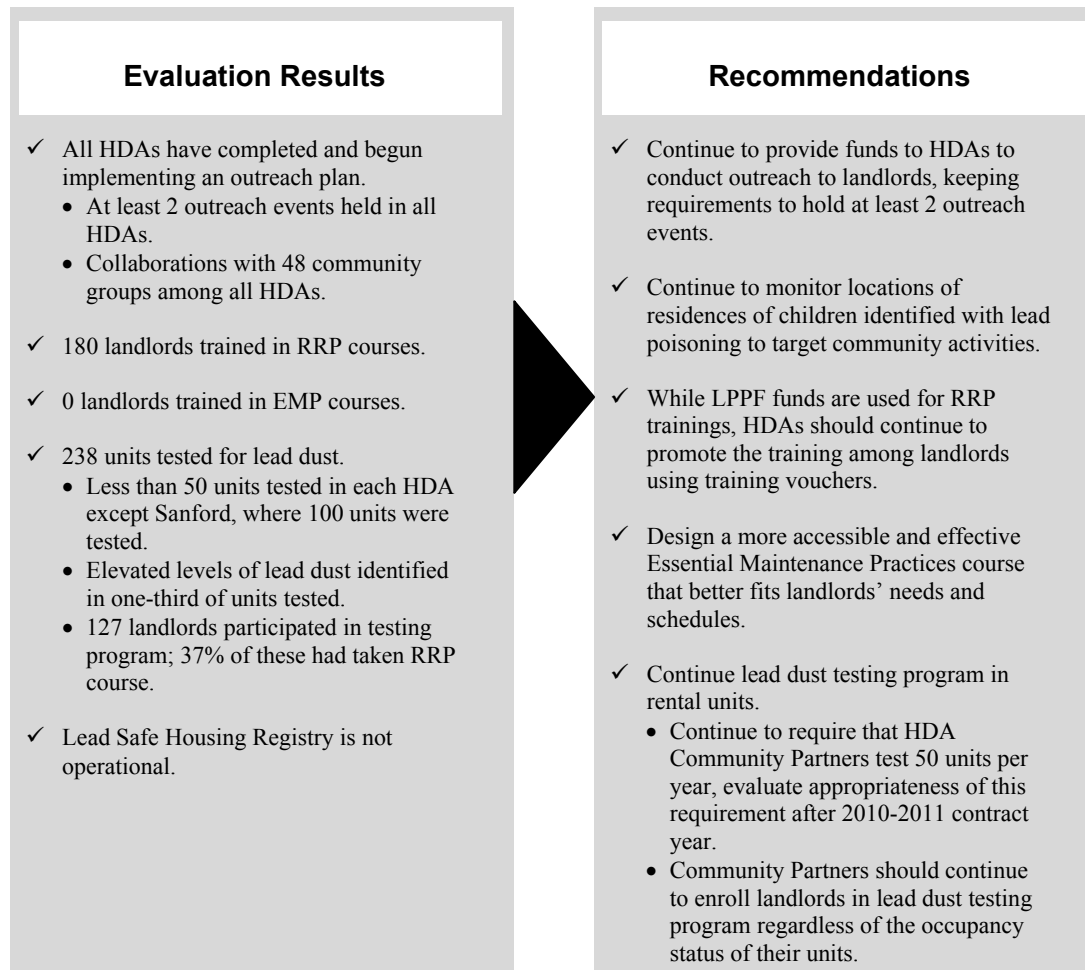 Evaluation Results
✓ All HDAs have completed and begun
implementing an outreach plan.
• At least 2 outreach events held in all
HDAs.
• Collaborations with 48 community
groups among all HDAs.
✓ 180 landlords trained in RRP courses.
✓ 0 landlords trained in EMP courses.
✓ 238 units tested for lead dust.
• Less than 50 units tested in each HDA
except Sanford, where 100 units were
tested.
• Elevated levels of lead dust identified
in one-third of units tested.
• 127 landlords participated in testing
program; 37% of these had taken RRP
course.
✓ Lead Safe Housing Registry is not
operational.
Recommendations
✓ Continue to provide funds to HDAs to
conduct outreach to landlords, keeping
requirements to hold at least 2 outreach
events.
✓ Continue to monitor locations of
residences of children identified with lead
poisoning to target community activities.
✓ While LPPF funds are used for RRP
trainings, HDAs should continue to
promote the training among landlords
using training vouchers.
✓ Design a more accessible and effective
Essential Maintenance Practices course
that better fits landlords’ needs and
schedules.
✓ Continue lead dust testing program in
rental units.
• Continue to require that HDA
Community Partners test 50 units per
year, evaluate appropriateness of this
requirement after 2010-2011 contract
year.
• Community Partners should continue
to enroll landlords in lead dust testing
program regardless of the occupancy
status of their units.